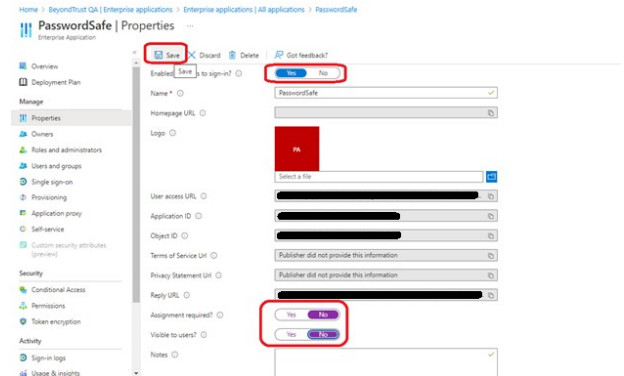 Home > BeyondTrust QA | Enterprise applications > Enterprise applications | All applications > PasswordSafe
PasswordSafe | Properties ...
Enterprise Application
Save Discard Delete Got feedback?
Overview
Deployment Plan
Manage
Properties
Owners
Roles and administrators
Users and groups
Single sign-on
Provisioning
Application proxy
Self-service
Custom security attributes
(preview)
Security
Conditional Access
Permissions
Token encryption
Activity
Sign-in logs
Usage & insights
Enabled s to sign-in? Yes No
Save
Name * PasswordSafe
Homepage URL
Logo
PA
Select a file
User access URL
Application ID
Object ID
Terms of Service Url Publisher did not provide this information
Privacy Statement Url Publisher did not provide this information
Reply URL
Assignment required? Yes No
Visible to users? Yes No
Notes